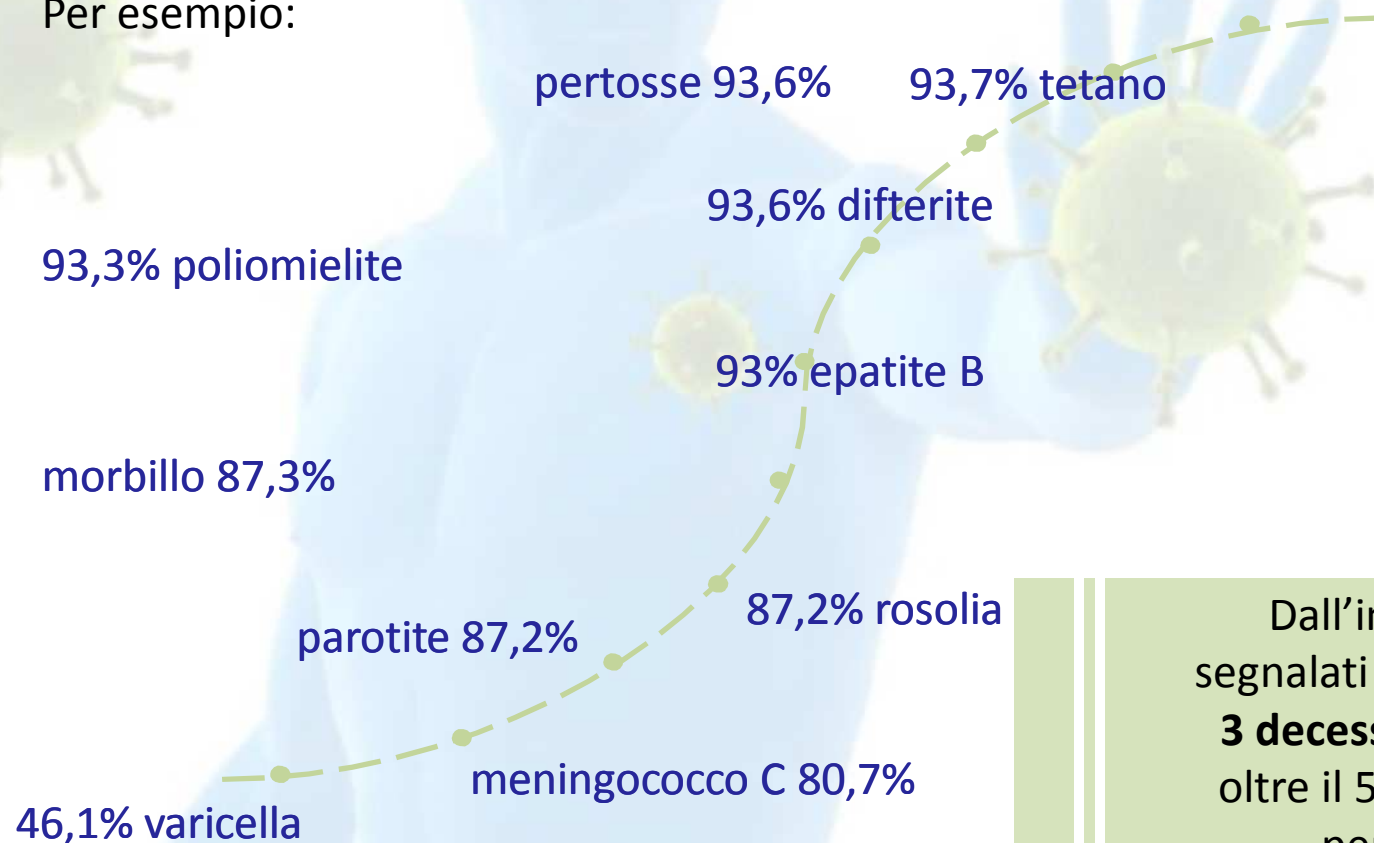 Per esempio:
pertosse 93,6%
93,7% tetano
93,6% difterite
93,3% poliomielite
93% epatite B
morbillo 87,3%
87,2% rosolia
parotite 87,2%
meningococco C 80,7%
46,1% varicella
segnalati
3
oltre il 5